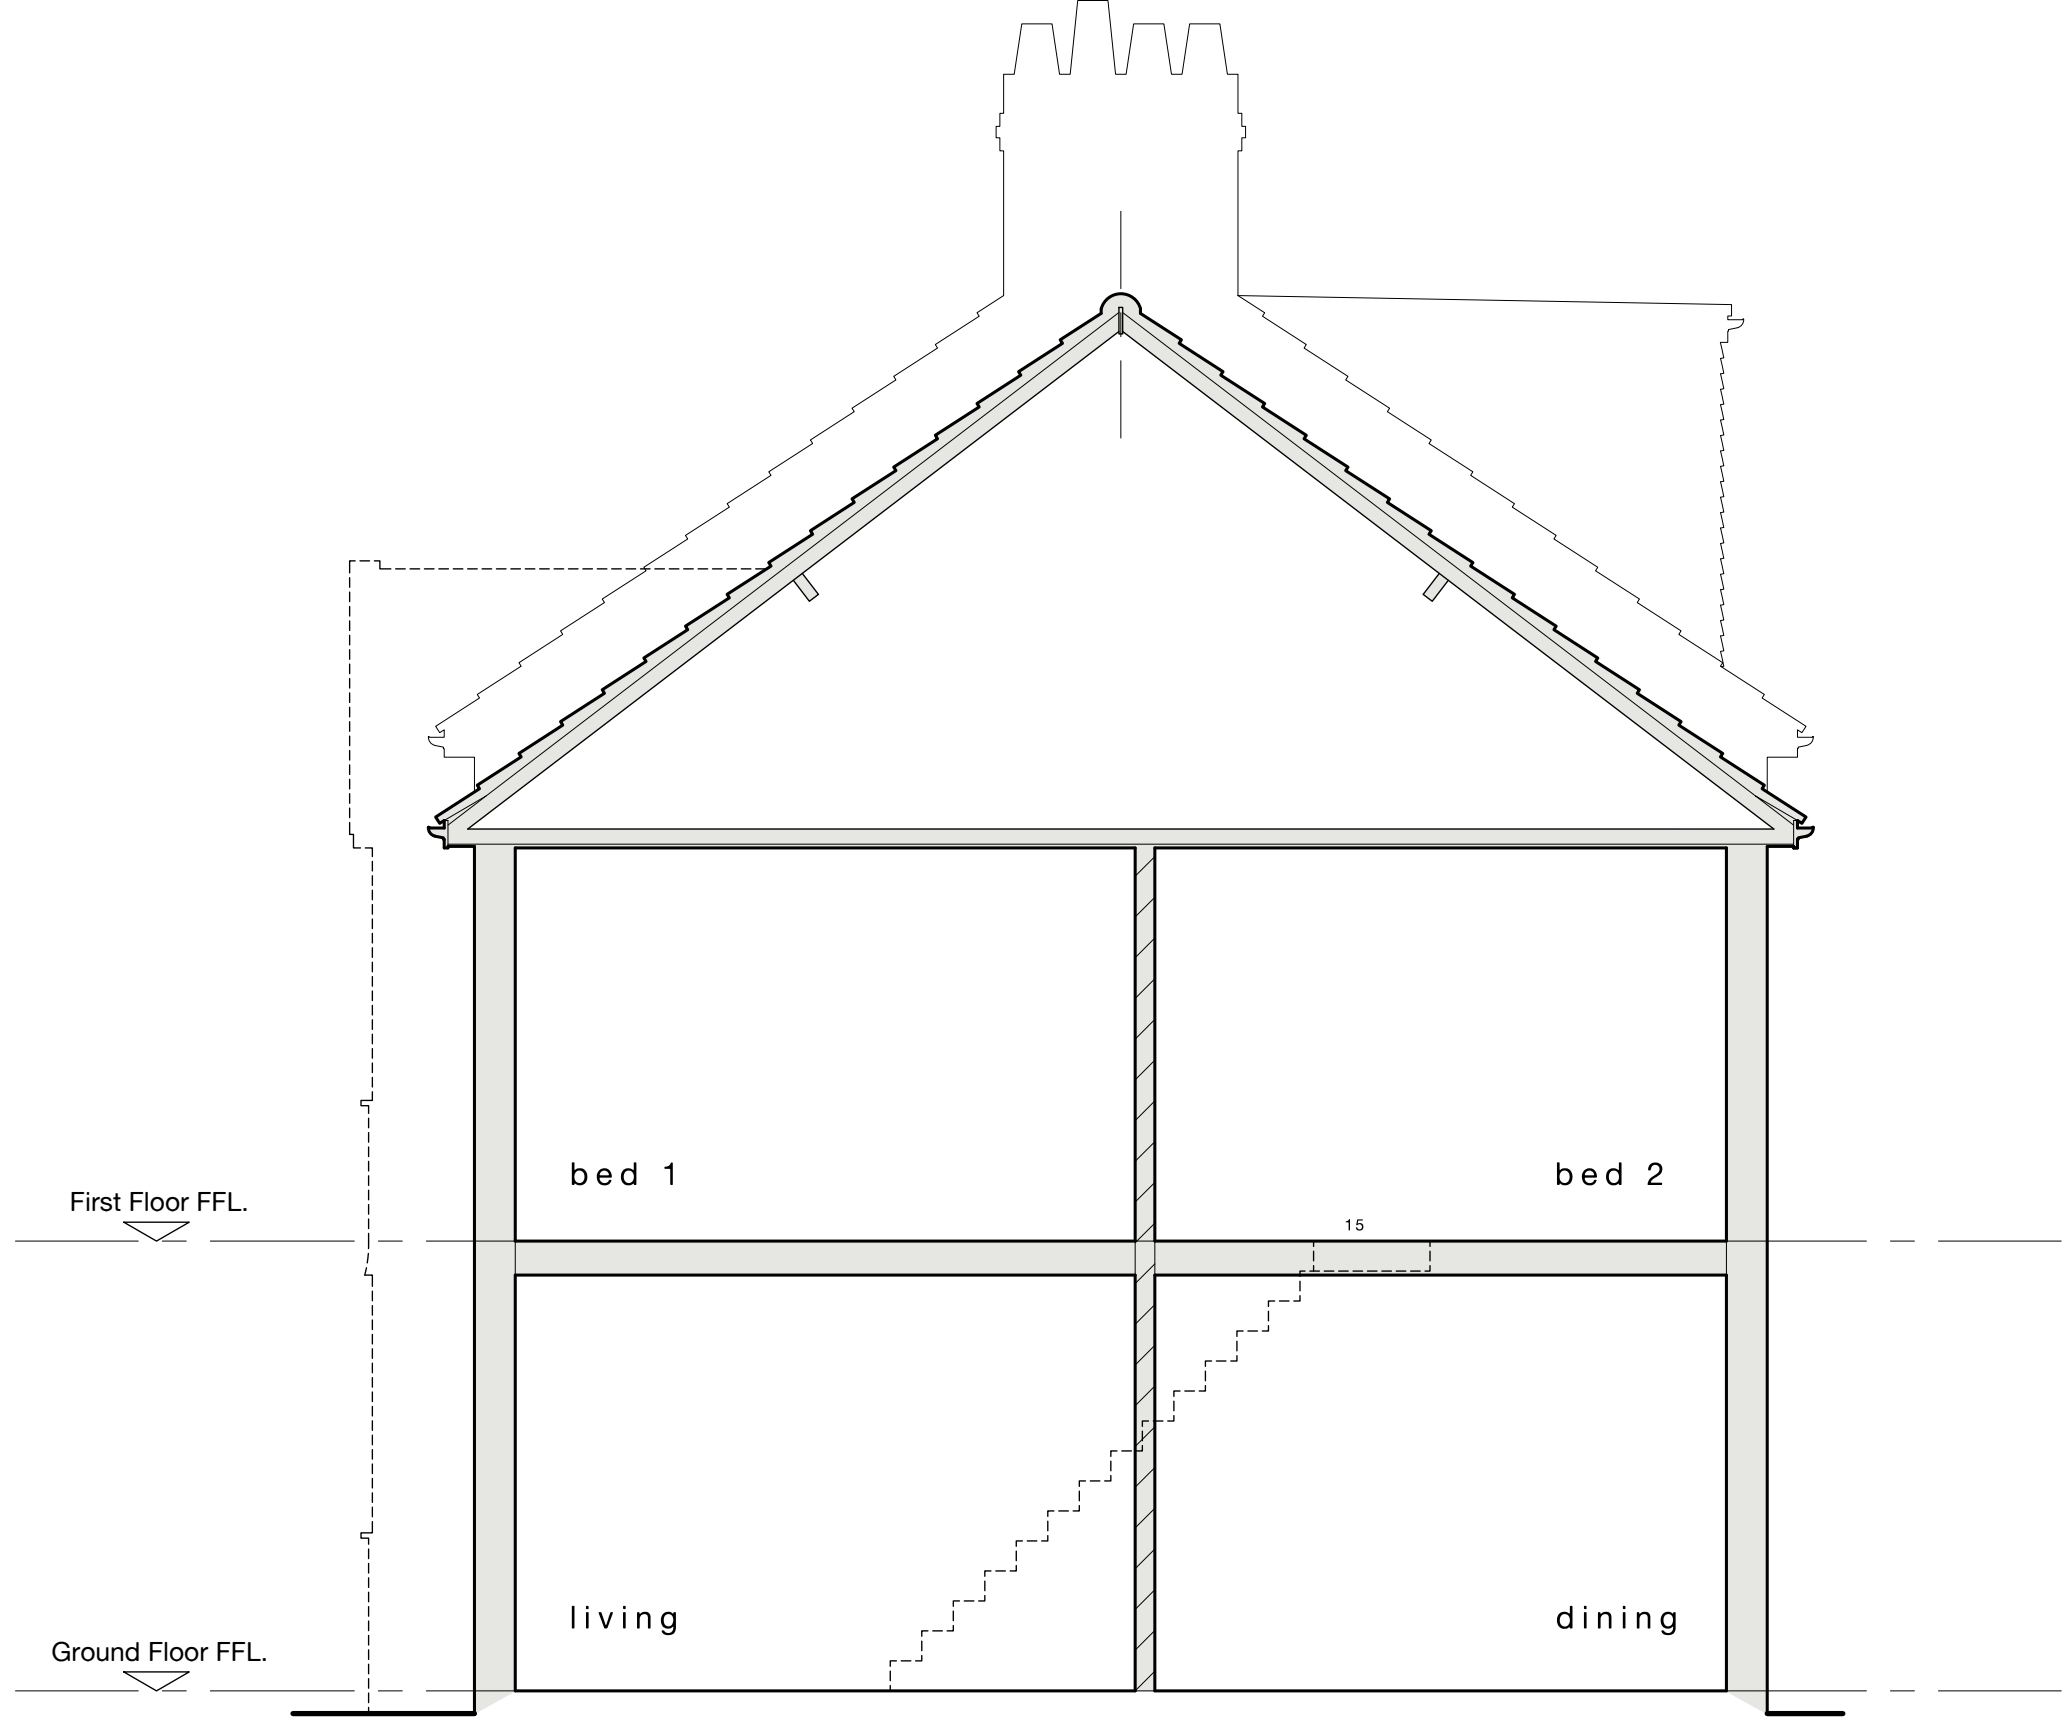 bed 1
bed 2
First Floor FFL.
15
living
dining
Ground Floor FFL.